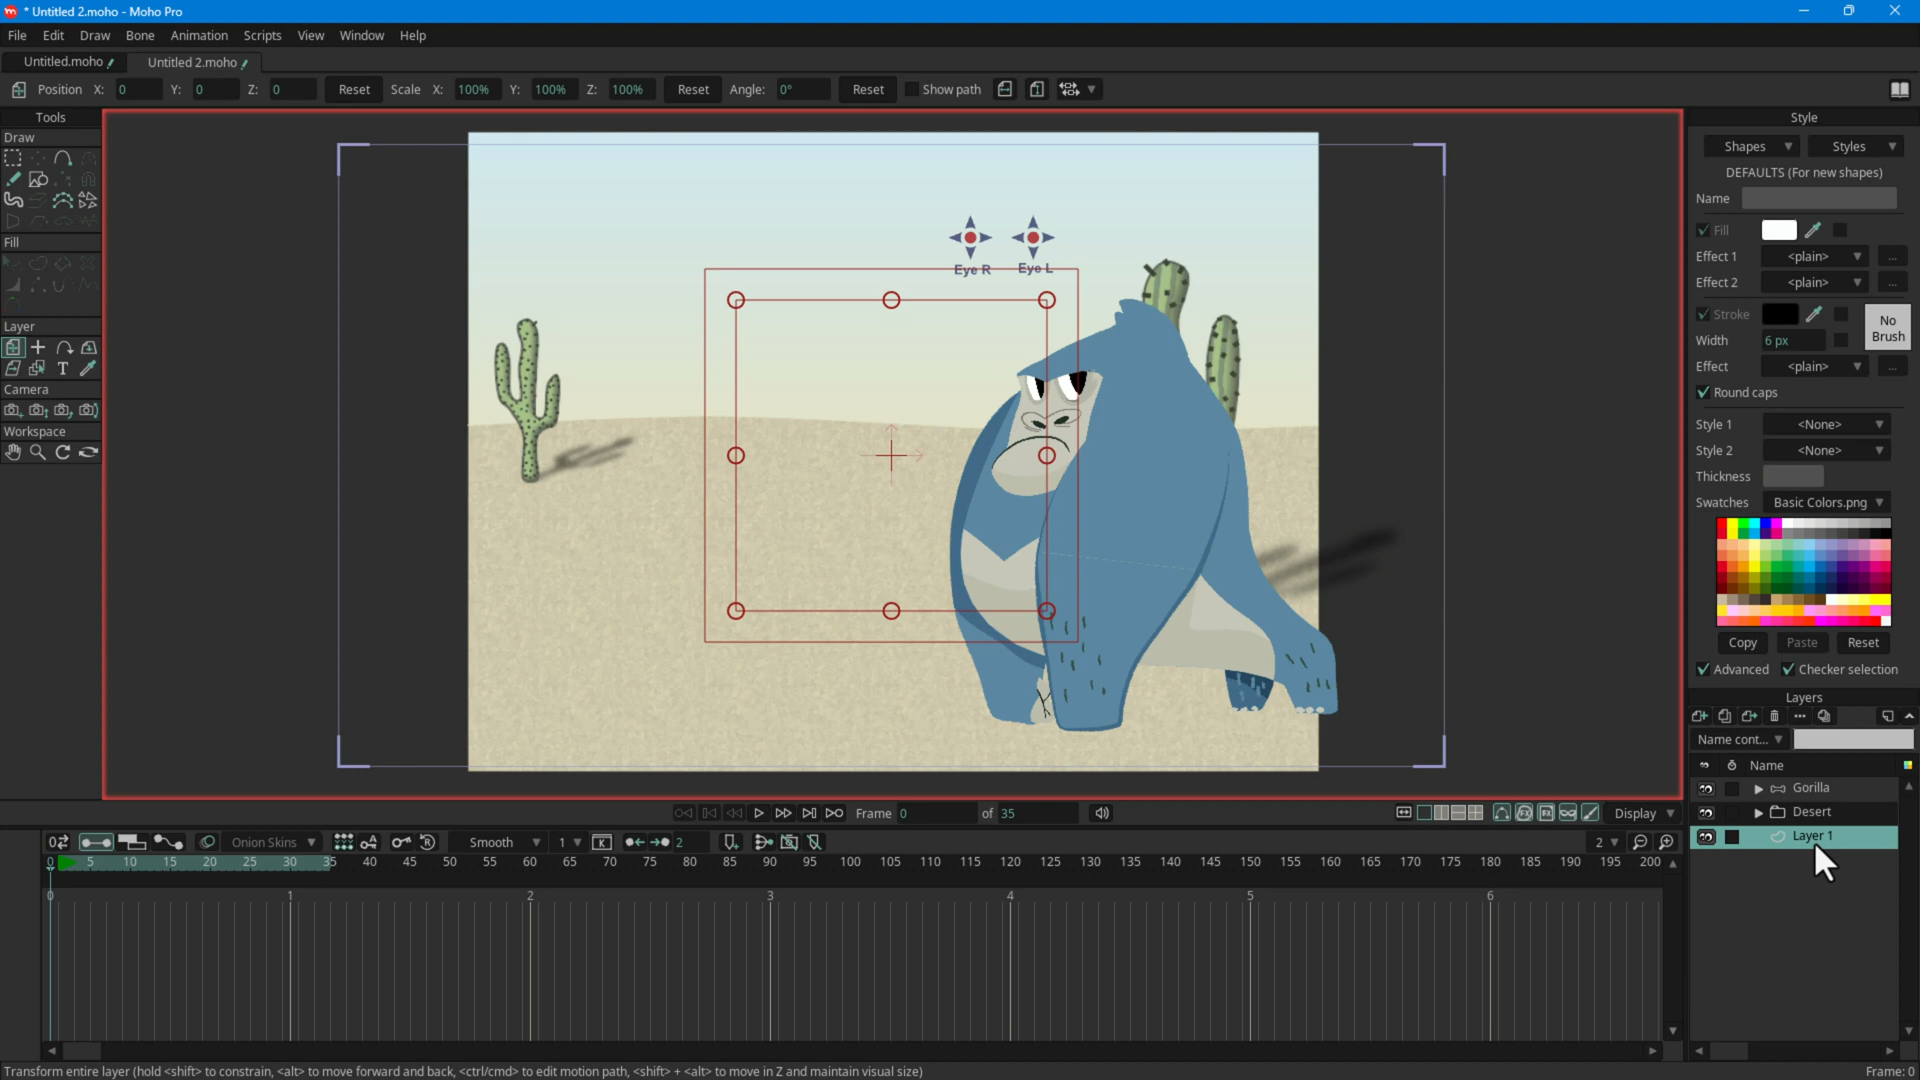 * Untitled 2.moho - Moho Pro
File Edit Draw Bone Animation Scripts View Window Help
Untitled.moho Untitled 2.moho
Position X: 0 Y: 0 Z: 0 Reset Scale X: 100% Y: 100% Z: 100% Reset Angle: 0° Reset Show path
Tools
Draw
Fill
Layer
T
Camera
Workspace
Eye R Eye L
Style
Shapes Styles
DEFAULTS (For new shapes)
Name
Fill
Effect 1 <plain> ...
Effect 2 <plain> ...
Stroke
No Brush
Width 6 px
Effect <plain> ...
Round caps
Style 1 <None>
Style 2 <None>
Thickness
Swatches Basic Colors.png
Copy Paste Reset
Advanced Checker selection
Layers
Name cont...
Name
Gorilla
Desert
Layer 1
Frame 0 of 35 Display
Onion Skins Smooth 1 K 2 2
0 5 10 15 20 25 30 35 40 45 50 55 60 65 70 75 80 85 90 95 100 105 110 115 120 125 130 135 140 145 150 155 160 165 170 175 180 185 190 195 200
0 1 2 3 4 5 6
Transform entire layer (hold <shift> to constrain, <alt> to move forward and back, <ctrl/cmd> to edit motion path, <shift> + <alt> to move in Z and maintain visual size) Frame: 0